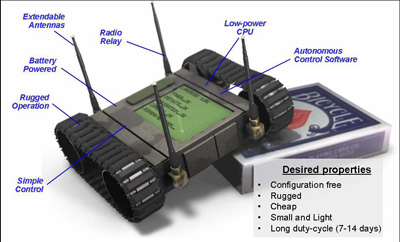 Extendable
Antennas
Radio
Relay
Low-power
CPU
Battery
Powered
Autonomous
Control Software
Rugged
Operation
Simple
Control
BICYCLE
Desired properties
• Configuration free
• Rugged
• Cheap
• Small and Light
• Long duty-cycle (7-14 days)